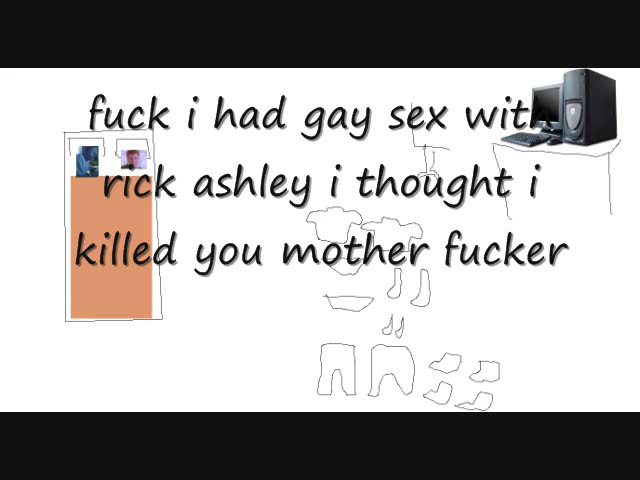 fuck i had gay sex with
rick ashley i thought i
killed you mother fucker